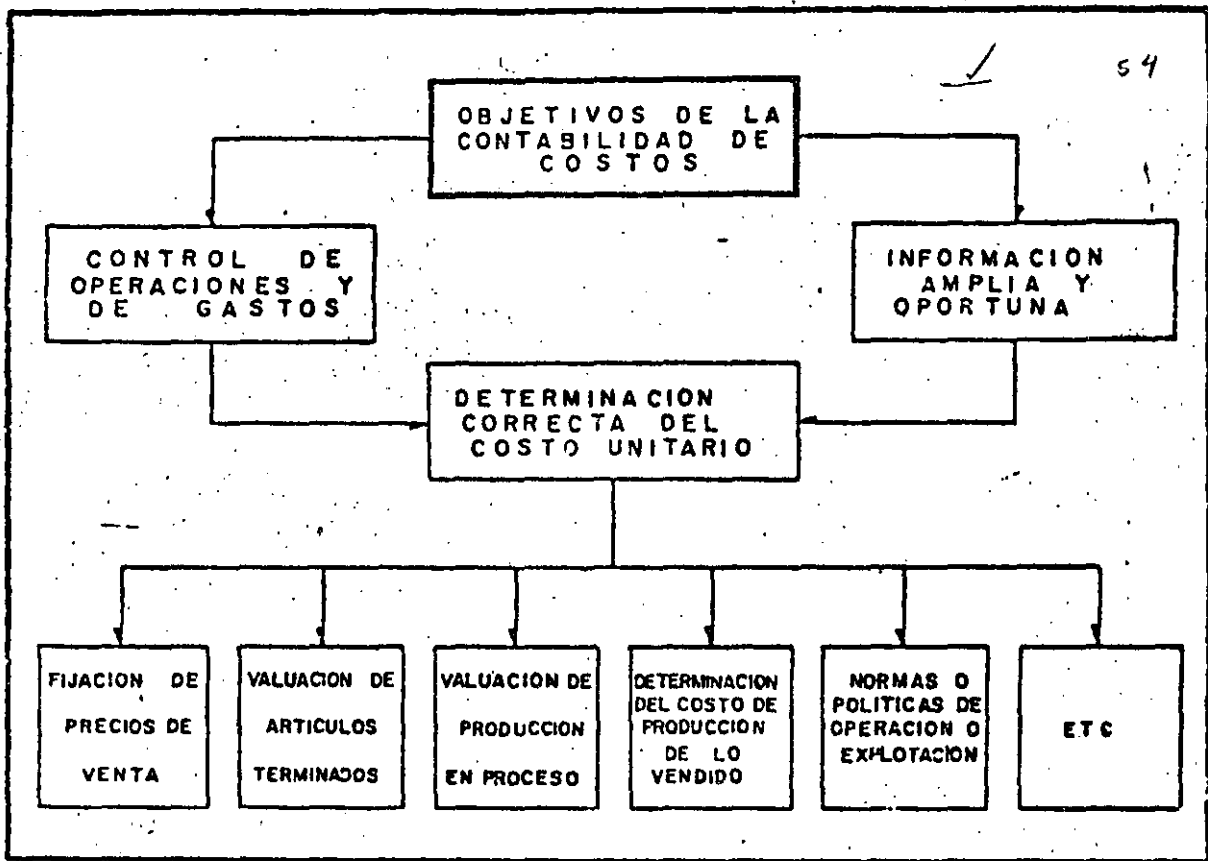 54
OBJETIVOS DE LA
CONTABILIDAD DE
COSTOS
CONTROL DE
OPERACIONES Y
DE GASTOS
INFORMACION
AMPLIA Y
OPORTUNA
DETERMINACION
CORRECTA DEL
COSTO UNITARIO
FIJACION DE
PRECIOS DE
VENTA
VALUACION DE
ARTICULOS
TERMINADOS
VALUACION DE
PRODUCCION
EN PROCESO
DETERMINACION
DEL COSTO DE
PRODUCCION
DE LO
VENDIDO
NORMAS O
POLITICAS DE
OPERACION O
EXPLOTACION
ETC